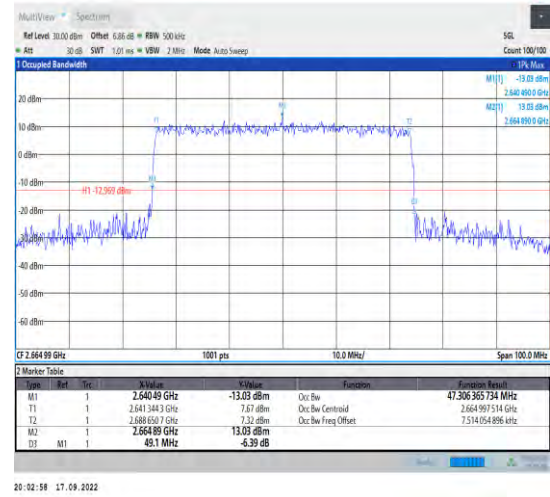 MultiView Spectrum
Ref Level 30.00 dBm Offset 6.86 dB RBW 500 kHz SGL
Att 30 dB SWT 1.01 ms VBW 2 MHz Mode Auto Sweep Count 100/100
1 Occupied Bandwidth 1Pk Max
M1[1] -13.03 dBm
2.640 490 0 GHz
M2[1] 13.03 dBm
2.664 890 0 GHz
20 dBm
M2
T1
T2
10 dBm
0 dBm
-10 dBm
M1
H1 -12.969 dBm
-20 dBm
D3
-30 dBm
-40 dBm
-50 dBm
-60 dBm
CF 2.664 99 GHz 1001 pts 10.0 MHz/ Span 100.0 MHz
2 Marker Table
Type Ref Trc X-Value Y-Value Function Function Result
M1 1 2.640 49 GHz -13.03 dBm Occ Bw 47.306 365 734 MHz
T1 1 2.641 344 3 GHz 7.67 dBm Occ Bw Centroid 2.664 997 514 GHz
T2 1 2.688 650 7 GHz 7.32 dBm Occ Bw Freq Offset 7.514 054 896 kHz
M2 1 2.664 89 GHz 13.03 dBm
D3 M1 1 49.1 MHz -6.39 dB
20:02:58 17.09.2022